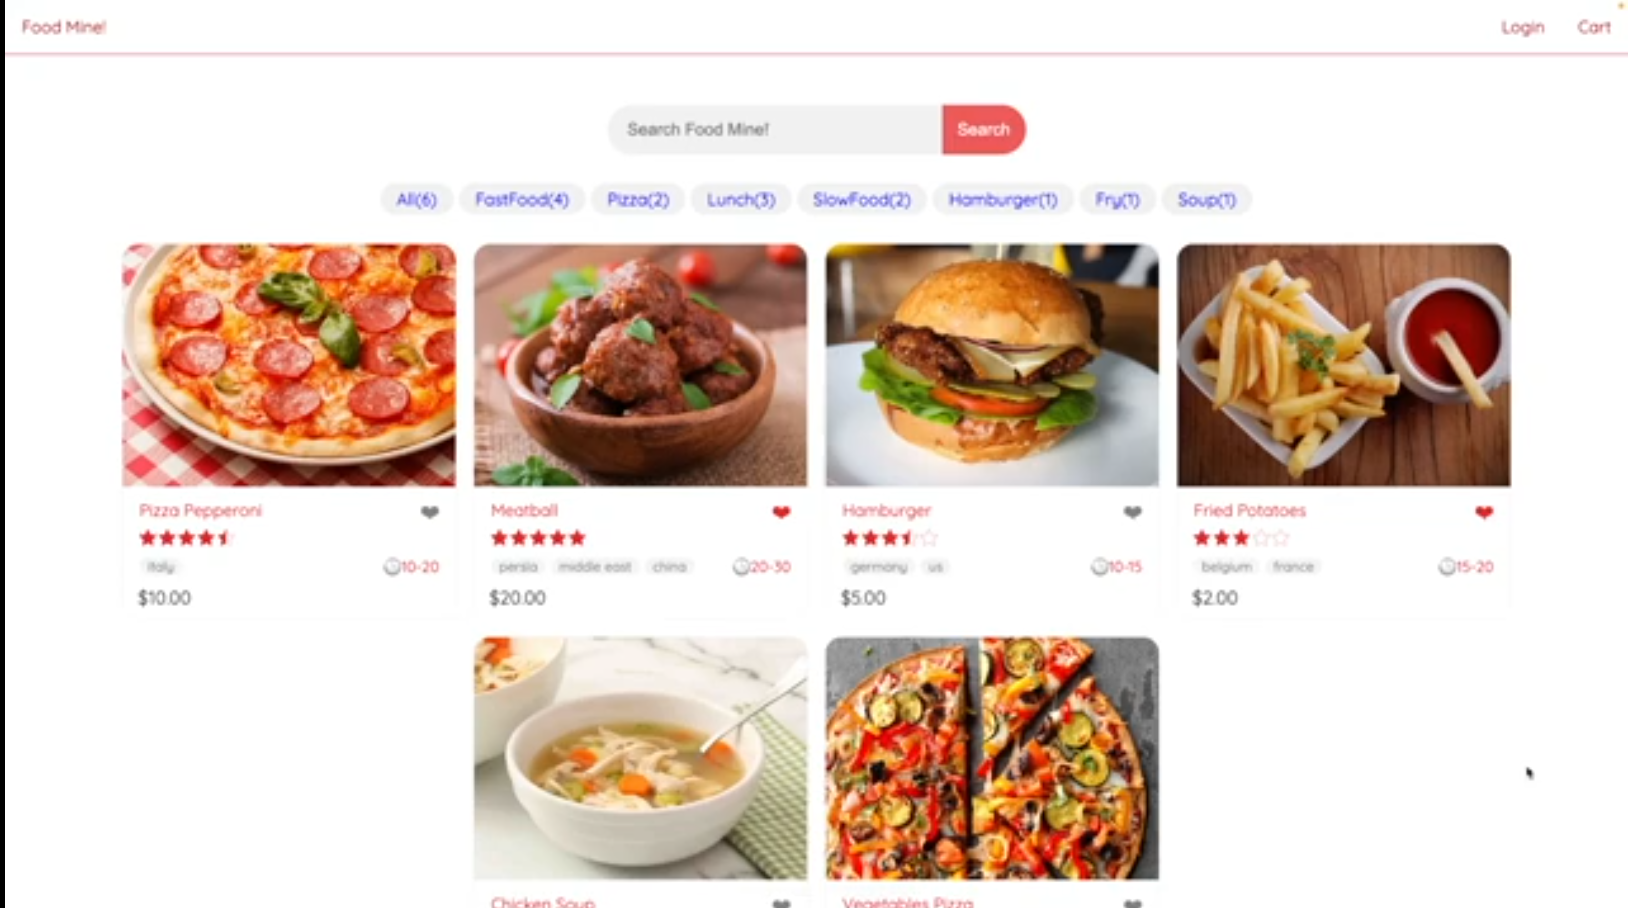 Food Mine!
Login Cart
Search Food Mine!
Search
All(6) FastFood(4) Pizza(2) Lunch(3) SlowFood(2) Hamburger(1) Fry(1) Soup(1)
Pizza Pepperoni
italy
10-20
$10.00
Meatball
persia middle east china
20-30
$20.00
Hamburger
germany us
10-15
$5.00
Fried Potatoes
belgium france
15-20
$2.00
Chicken Soup
Vegetables Pizza